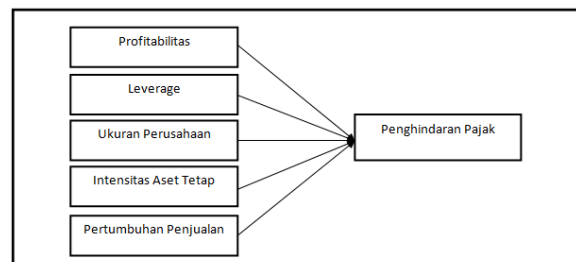 Profitabilitas
Leverage
Ukuran Perusahaan
Penghindaran Pajak
Intensitas Aset Tetap
Pertumbuhan Penjualan